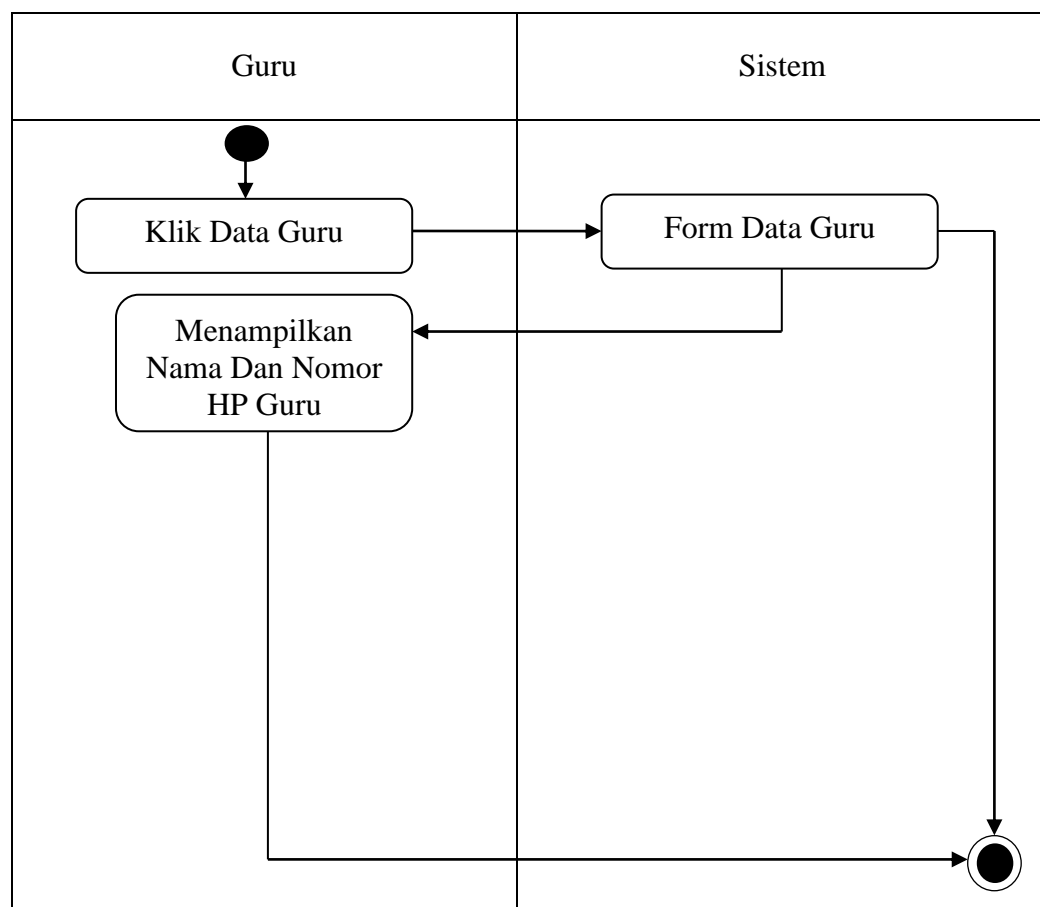 Guru
Sistem
Klik Data Guru
Form Data Guru
Menampilkan
Nama Dan Nomor
HP Guru